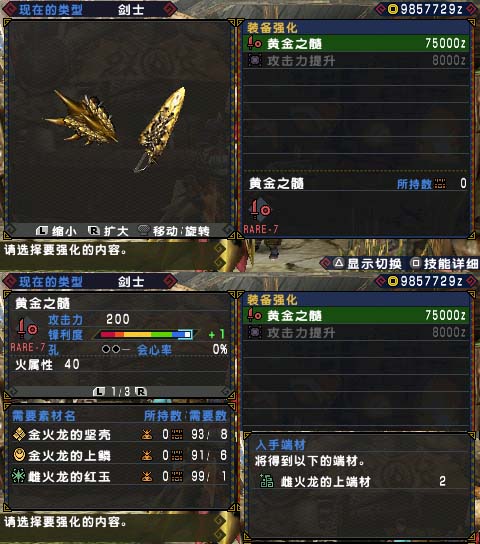 现在的类型 剑士
9857729z
装备强化
黄金之髓 75000z
攻击力提升 8000z
黄金之髓 所持数 0
RARE-7
L 缩小 R 扩大 移动/旋转
请选择要强化的内容。
△显示切换 □技能详细
现在的类型 剑士
9857729z
黄金之髓
攻击力 200
锋利度 +1
RARE-7 孔 ○○— 会心率 0%
火属性 40
L 1/3 R
装备强化
黄金之髓 75000z
攻击力提升 8000z
需要素材名 所持数/需要数
金火龙的坚壳 0 93/ 8
金火龙的上鳞 0 91/ 6
雌火龙的红玉 0 99/ 1
入手端材
将得到以下的端材。
雌火龙的上端材 2
请选择要强化的内容。